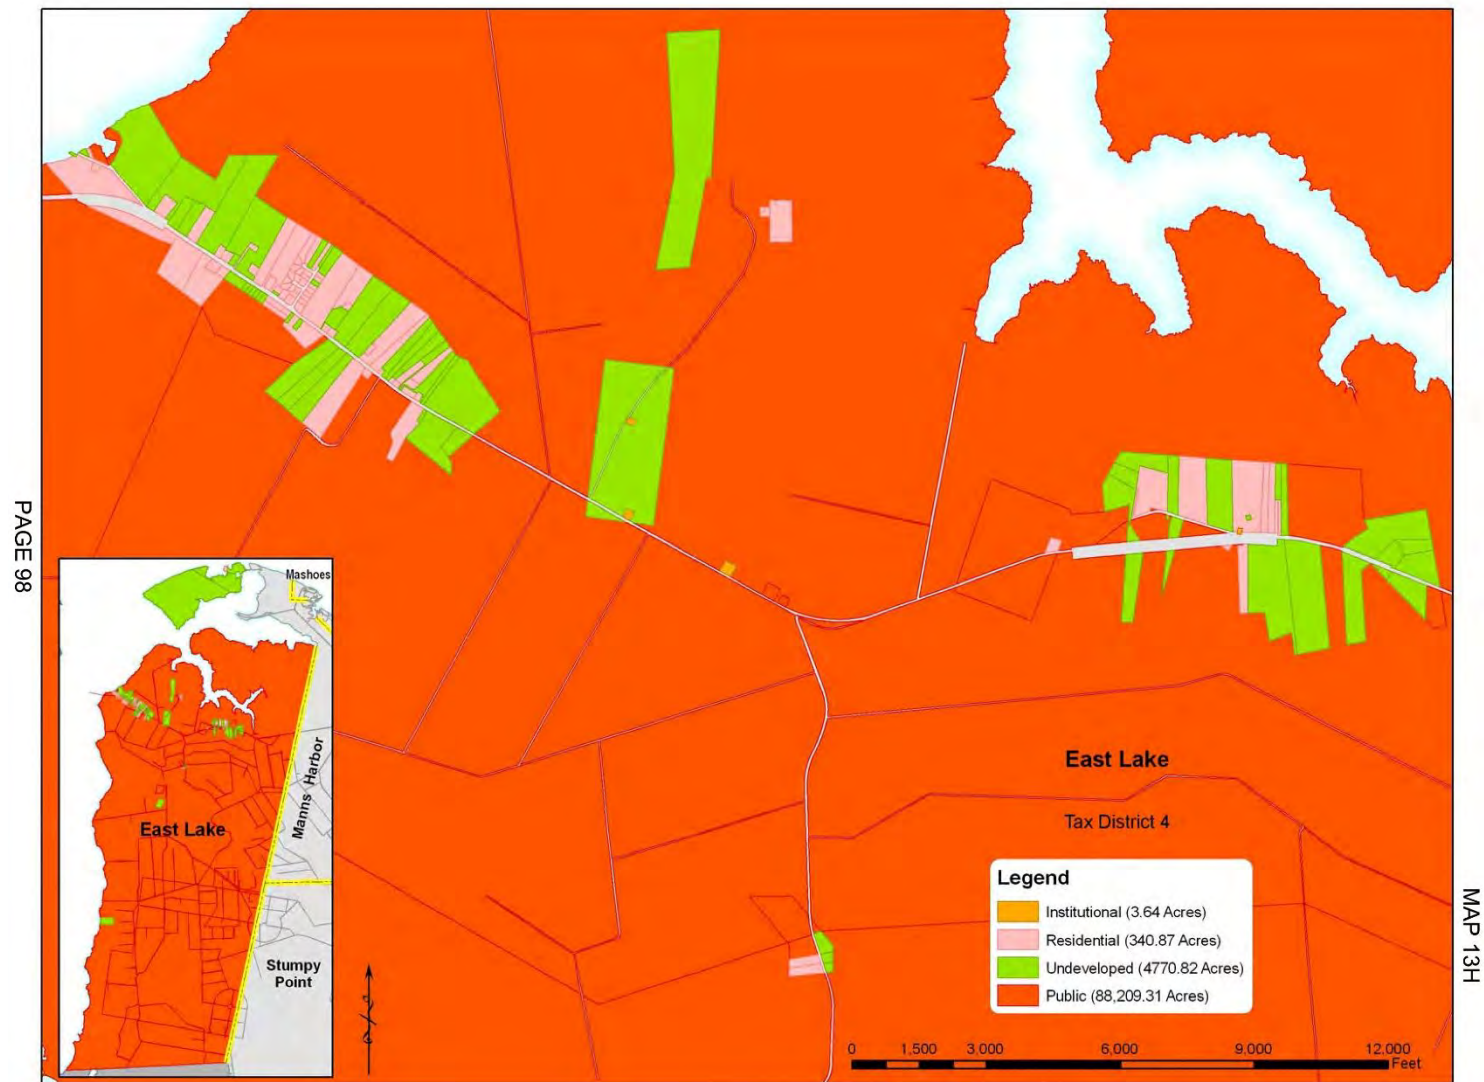 PAGE 98
Mashoes
Manns Harbor
East Lake
Stumpy
Point
East Lake
Tax District 4
Legend
Institutional (3.64 Acres)
Residential (340.87 Acres)
Undeveloped (4770.82 Acres)
Public (88,209.31 Acres)
0 1,500 3,000 6,000 9,000 12,000
Feet
MAP 13H